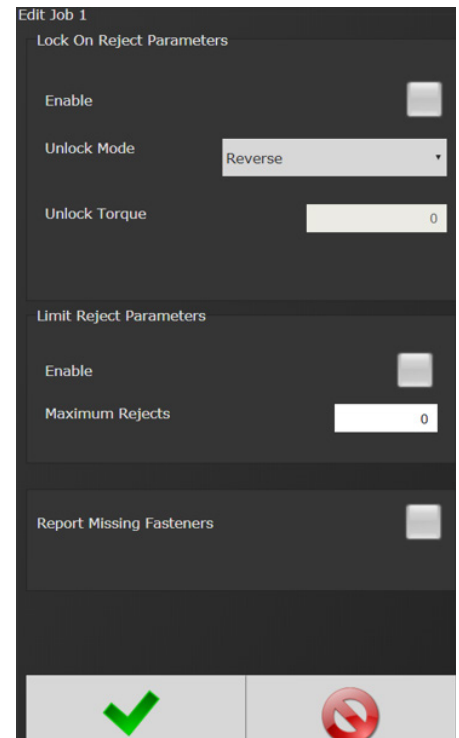 Edit Job 1
Lock On Reject Parameters
Enable
Unlock Mode
Reverse
Unlock Torque
0
Limit Reject Parameters
Enable
Maximum Rejects
0
Report Missing Fasteners